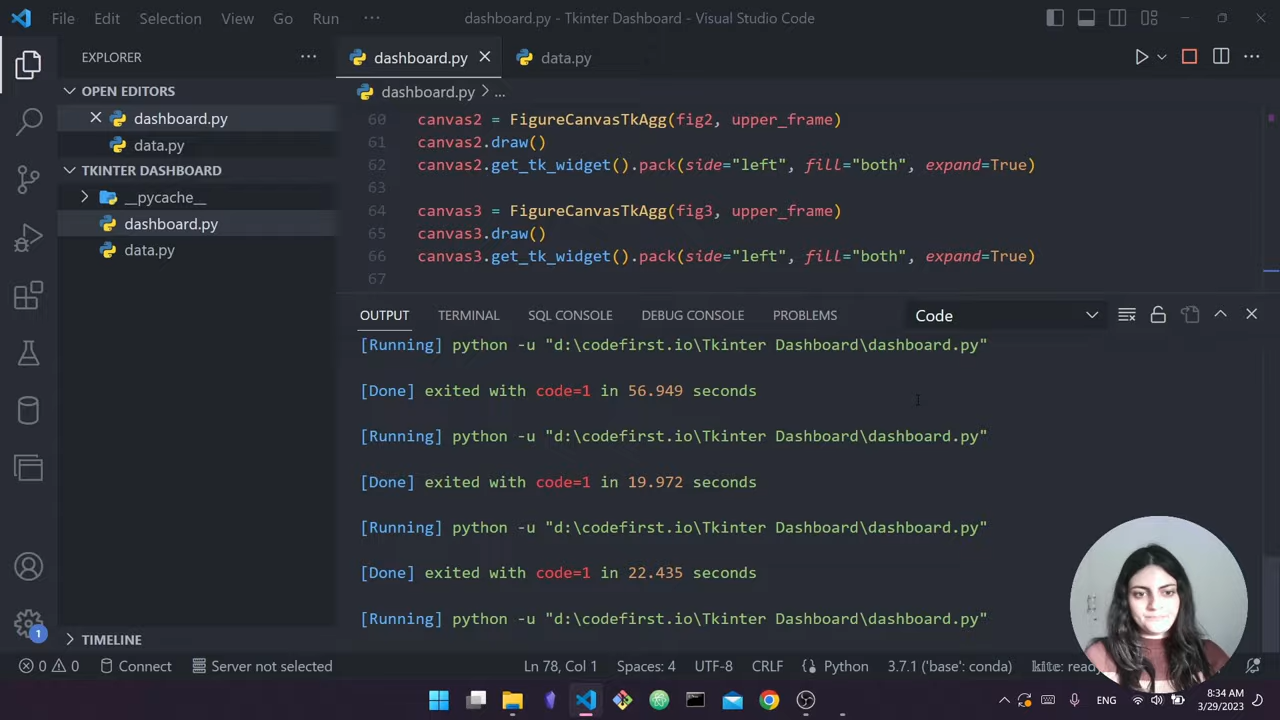 File Edit Selection View Go Run ··· dashboard.py - Tkinter Dashboard - Visual Studio Code
EXPLORER ··· dashboard.py data.py
OPEN EDITORS
dashboard.py > ...
dashboard.py
data.py
TKINTER DASHBOARD
__pycache__
dashboard.py
data.py
60 canvas2 = FigureCanvasTkAgg(fig2, upper_frame)
61 canvas2.draw()
62 canvas2.get_tk_widget().pack(side="left", fill="both", expand=True)
63
64 canvas3 = FigureCanvasTkAgg(fig3, upper_frame)
65 canvas3.draw()
66 canvas3.get_tk_widget().pack(side="left", fill="both", expand=True)
67
OUTPUT TERMINAL SQL CONSOLE DEBUG CONSOLE PROBLEMS Code
[Running] python -u "d:\codefirst.io\Tkinter Dashboard\dashboard.py"
[Done] exited with code=1 in 56.949 seconds
[Running] python -u "d:\codefirst.io\Tkinter Dashboard\dashboard.py"
[Done] exited with code=1 in 19.972 seconds
[Running] python -u "d:\codefirst.io\Tkinter Dashboard\dashboard.py"
[Done] exited with code=1 in 22.435 seconds
[Running] python -u "d:\codefirst.io\Tkinter Dashboard\dashboard.py"
1
TIMELINE
0 0 Connect Server not selected Ln 78, Col 1 Spaces: 4 UTF-8 CRLF Python 3.7.1 ('base': conda) kite:
ENG 8:34 AM
3/29/2023